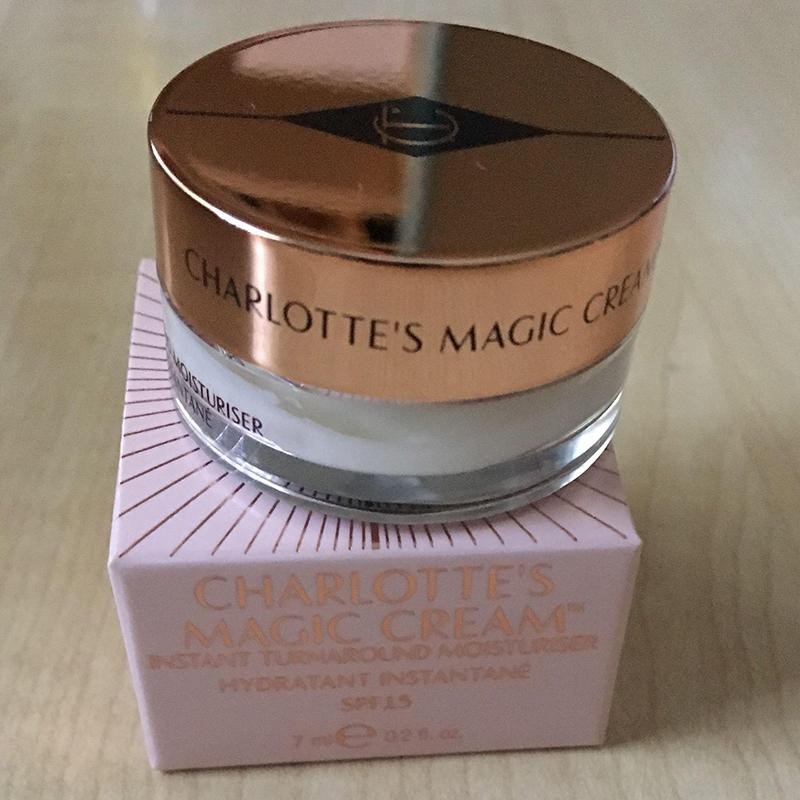 CHARLOTTE'S MAGIC CREAM
MOISTURISER
CHARLOTTE'S
MAGIC CREAM™
INSTANT TURNAROUND MOISTURISER
HYDRATANT INSTANTANÉ
SPF15
7 ml ℮ 0.2 fl. oz.